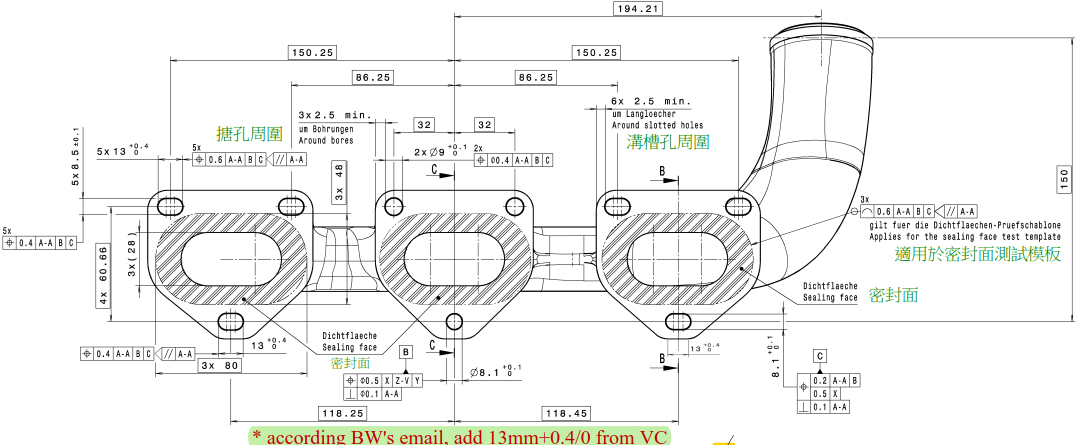 194.21
150.25
150.25
86.25
86.25
3x 2.5 min.
um Bohrungen
Around bores
32
32
6x 2.5 min.
um Langloecher
Around slotted holes
搪孔周圍
溝槽孔周圍
5x 8.5 ±0.1
5x 13 +0.4 0
5x
⌖ 0.6 A-A B C // A-A
3x 48
2x Ø9 +0.1 0
2x
⌖ Φ0.4 A-A B C
C
B
150
3x
⌓ 0.6 A-A B C // A-A
gilt fuer die Dichtflaechen-Pruefschablone
Applies for the sealing face test template
適用於密封面測試模板
5x
⌖ 0.4 A-A B C
4x 60.66
3x(28)
Dichtflaeche
Sealing face
密封面
Dichtflaeche
Sealing face
密封面
⌖ 0.4 A-A B C // A-A
13 +0.4 0
3x 80
C
B
⌖ Φ0.5 X Z-V Y
⊥ Φ0.1 A-A
Ø8.1 +0.1 0
B
13 +0.4 0
8.1 +0.1 0
C
⌖ 0.2 A-A B
0.5 X
⊥ 0.1 A-A
118.25
118.45
* according BW's email, add 13mm+0.4/0 from VC